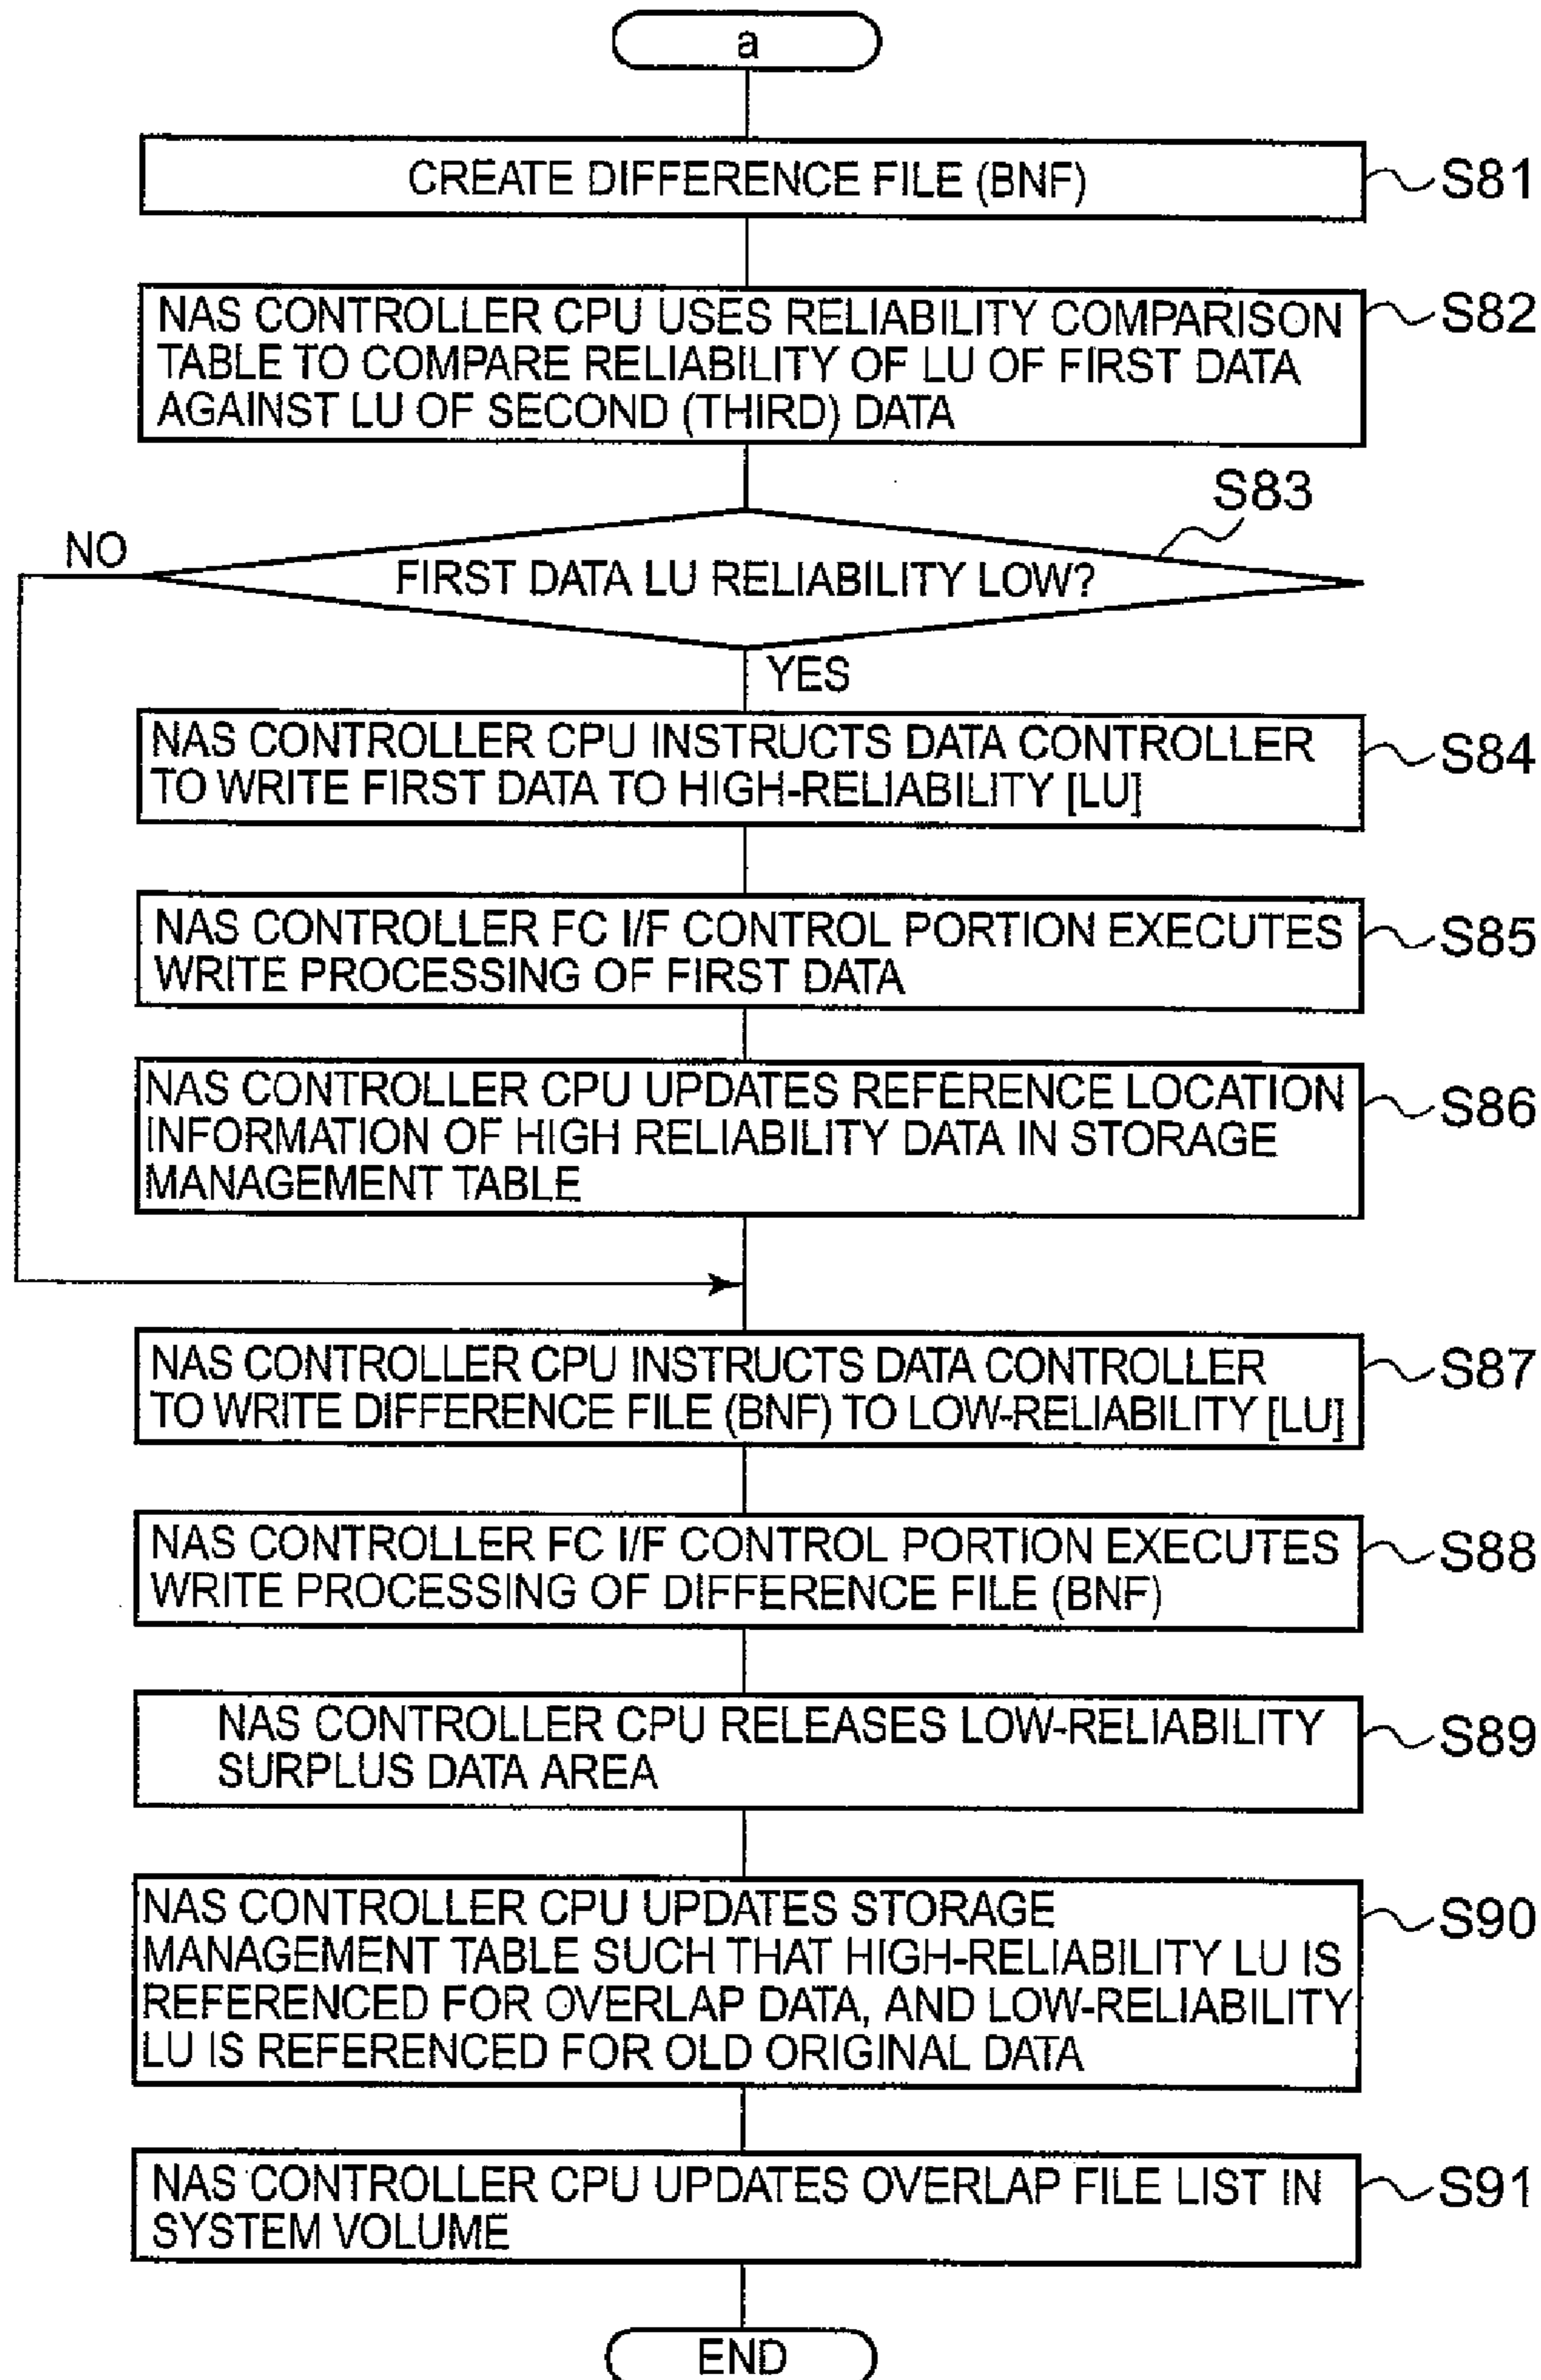 a
CREATE DIFFERENCE FILE (BNF)
S81
NAS CONTROLLER CPU USES RELIABILITY COMPARISON
TABLE TO COMPARE RELIABILITY OF LU OF FIRST DATA
AGAINST LU OF SECOND (THIRD) DATA
S82
S83
NO
FIRST DATA LU RELIABILITY LOW?
YES
NAS CONTROLLER CPU INSTRUCTS DATA CONTROLLER
TO WRITE FIRST DATA TO HIGH-RELIABILITY [LU]
S84
NAS CONTROLLER FC I/F CONTROL PORTION EXECUTES
WRITE PROCESSING OF FIRST DATA
S85
NAS CONTROLLER CPU UPDATES REFERENCE LOCATION
INFORMATION OF HIGH RELIABILITY DATA IN STORAGE
MANAGEMENT TABLE
S86
NAS CONTROLLER CPU INSTRUCTS DATA CONTROLLER
TO WRITE DIFFERENCE FILE (BNF) TO LOW-RELIABILITY [LU]
S87
NAS CONTROLLER FC I/F CONTROL PORTION EXECUTES
WRITE PROCESSING OF DIFFERENCE FILE (BNF)
S88
NAS CONTROLLER CPU RELEASES LOW-RELIABILITY
SURPLUS DATA AREA
S89
NAS CONTROLLER CPU UPDATES STORAGE
MANAGEMENT TABLE SUCH THAT HIGH-RELIABILITY LU IS
REFERENCED FOR OVERLAP DATA, AND LOW-RELIABILITY
LU IS REFERENCED FOR OLD ORIGINAL DATA
S90
NAS CONTROLLER CPU UPDATES OVERLAP FILE LIST IN
SYSTEM VOLUME
S91
END